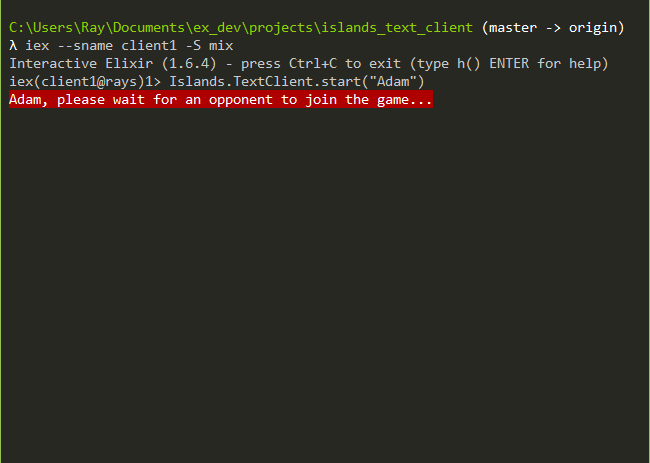 C:\Users\Ray\Documents\ex_dev\projects\islands_text_client (master -> origin)
λ iex --sname client1 -S mix
Interactive Elixir (1.6.4) - press Ctrl+C to exit (type h() ENTER for help)
iex(client1@rays)1> Islands.TextClient.start("Adam")
Adam, please wait for an opponent to join the game...